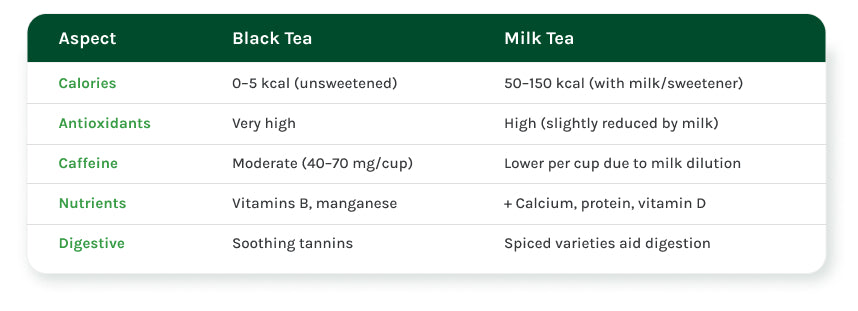 Aspect Black Tea Milk Tea
Calories 0–5 kcal (unsweetened) 50–150 kcal (with milk/sweetener)
Antioxidants Very high High (slightly reduced by milk)
Caffeine Moderate (40–70 mg/cup) Lower per cup due to milk dilution
Nutrients Vitamins B, manganese + Calcium, protein, vitamin D
Digestive Soothing tannins Spiced varieties aid digestion